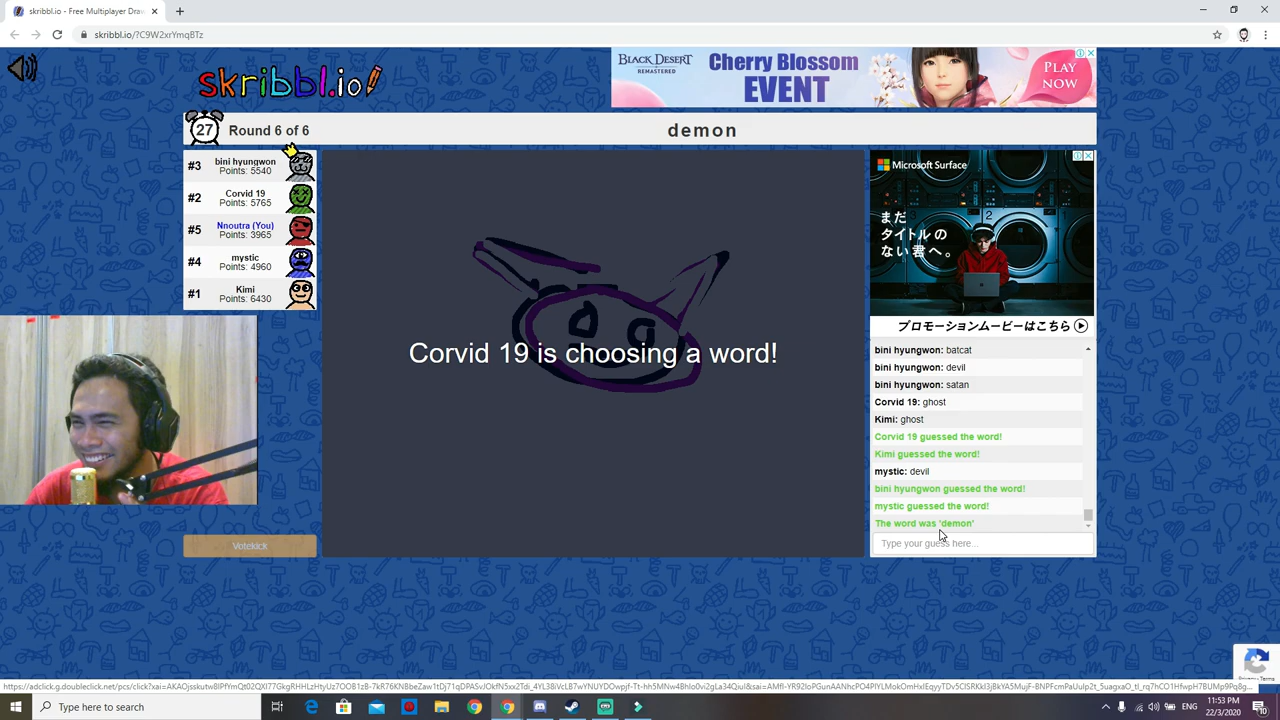 skribbl.io - Free Multiplayer Dra
skribbl.io/?C9W2xrYmqBTz
skribbl.io
BLACK DESERT
REMASTERED
Cherry Blossom
EVENT
PLAY
NOW
27
Round 6 of 6
demon
#3
bini hyungwon
Points: 5540
#2
Corvid 19
Points: 5765
#5
Nnoutra (You)
Points: 3965
#4
mystic
Points: 4960
#1
Kimi
Points: 6430
Votekick
Corvid 19 is choosing a word!
Microsoft Surface
まだ
タイトルの
ない君へ。
プロモーションムービーはこちら
bini hyungwon: batcat
bini hyungwon: devil
bini hyungwon: satan
Corvid 19: ghost
Kimi: ghost
Corvid 19 guessed the word!
Kimi guessed the word!
mystic: devil
bini hyungwon guessed the word!
mystic guessed the word!
The word was 'demon'
Type your guess here...
Privacy - Terms
Type here to search
ENG
11:53 PM
22/3/2020
10